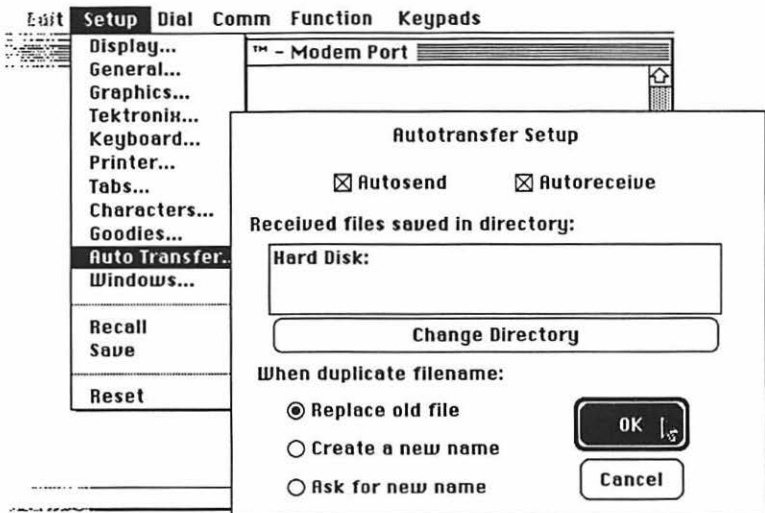 Edit Setup Dial Comm Function Keypads
Display...
General...
Graphics...
Tektronix...
Keyboard...
Printer...
Tabs...
Characters...
Goodies...
Auto Transfer..
Windows...
Recall
Save
Reset
™ - Modem Port
Autotransfer Setup
Autosend Autoreceive
Received files saved in directory:
Hard Disk:
Change Directory
When duplicate filename:
Replace old file
Create a new name
Ask for new name
OK
Cancel